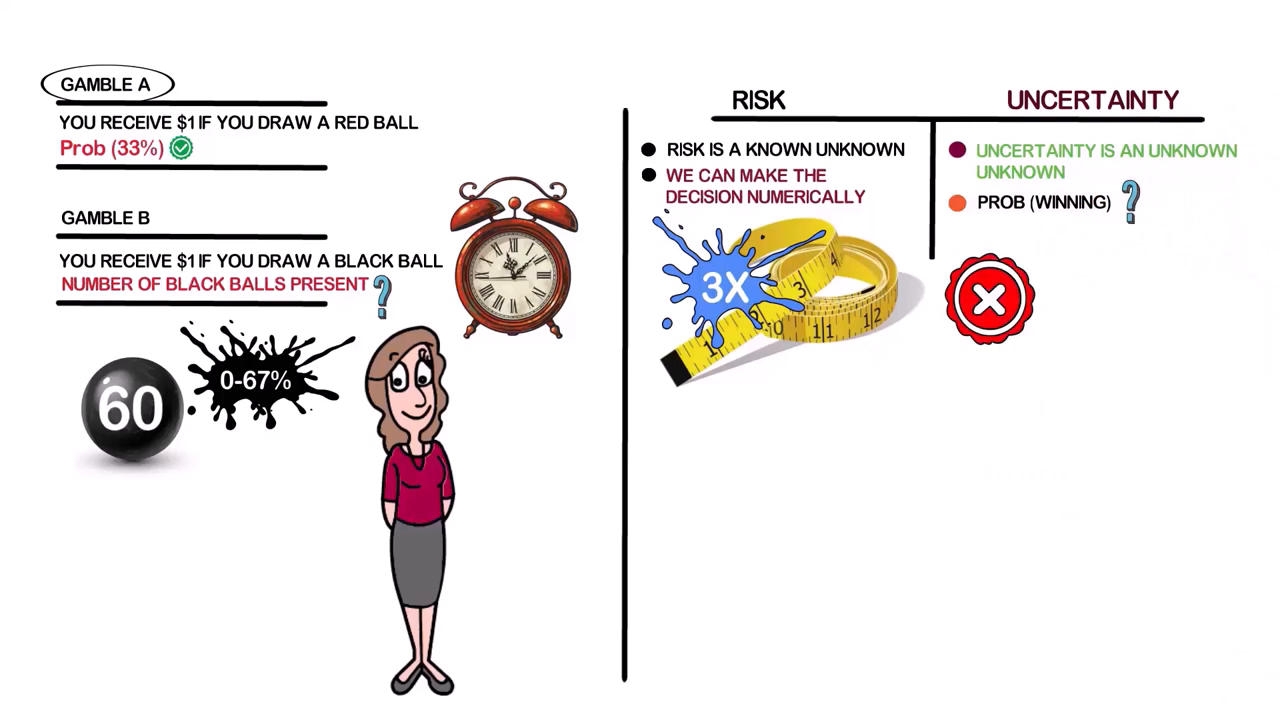 GAMBLE A
YOU RECEIVE $1 IF YOU DRAW A RED BALL
Prob (33%)
GAMBLE B
YOU RECEIVE $1 IF YOU DRAW A BLACK BALL
NUMBER OF BLACK BALLS PRESENT ?
0-67%
60
RISK
RISK IS A KNOWN UNKNOWN
WE CAN MAKE THE
DECISION NUMERICALLY
3X
UNCERTAINTY
UNCERTAINTY IS AN UNKNOWN
UNKNOWN
PROB (WINNING) ?